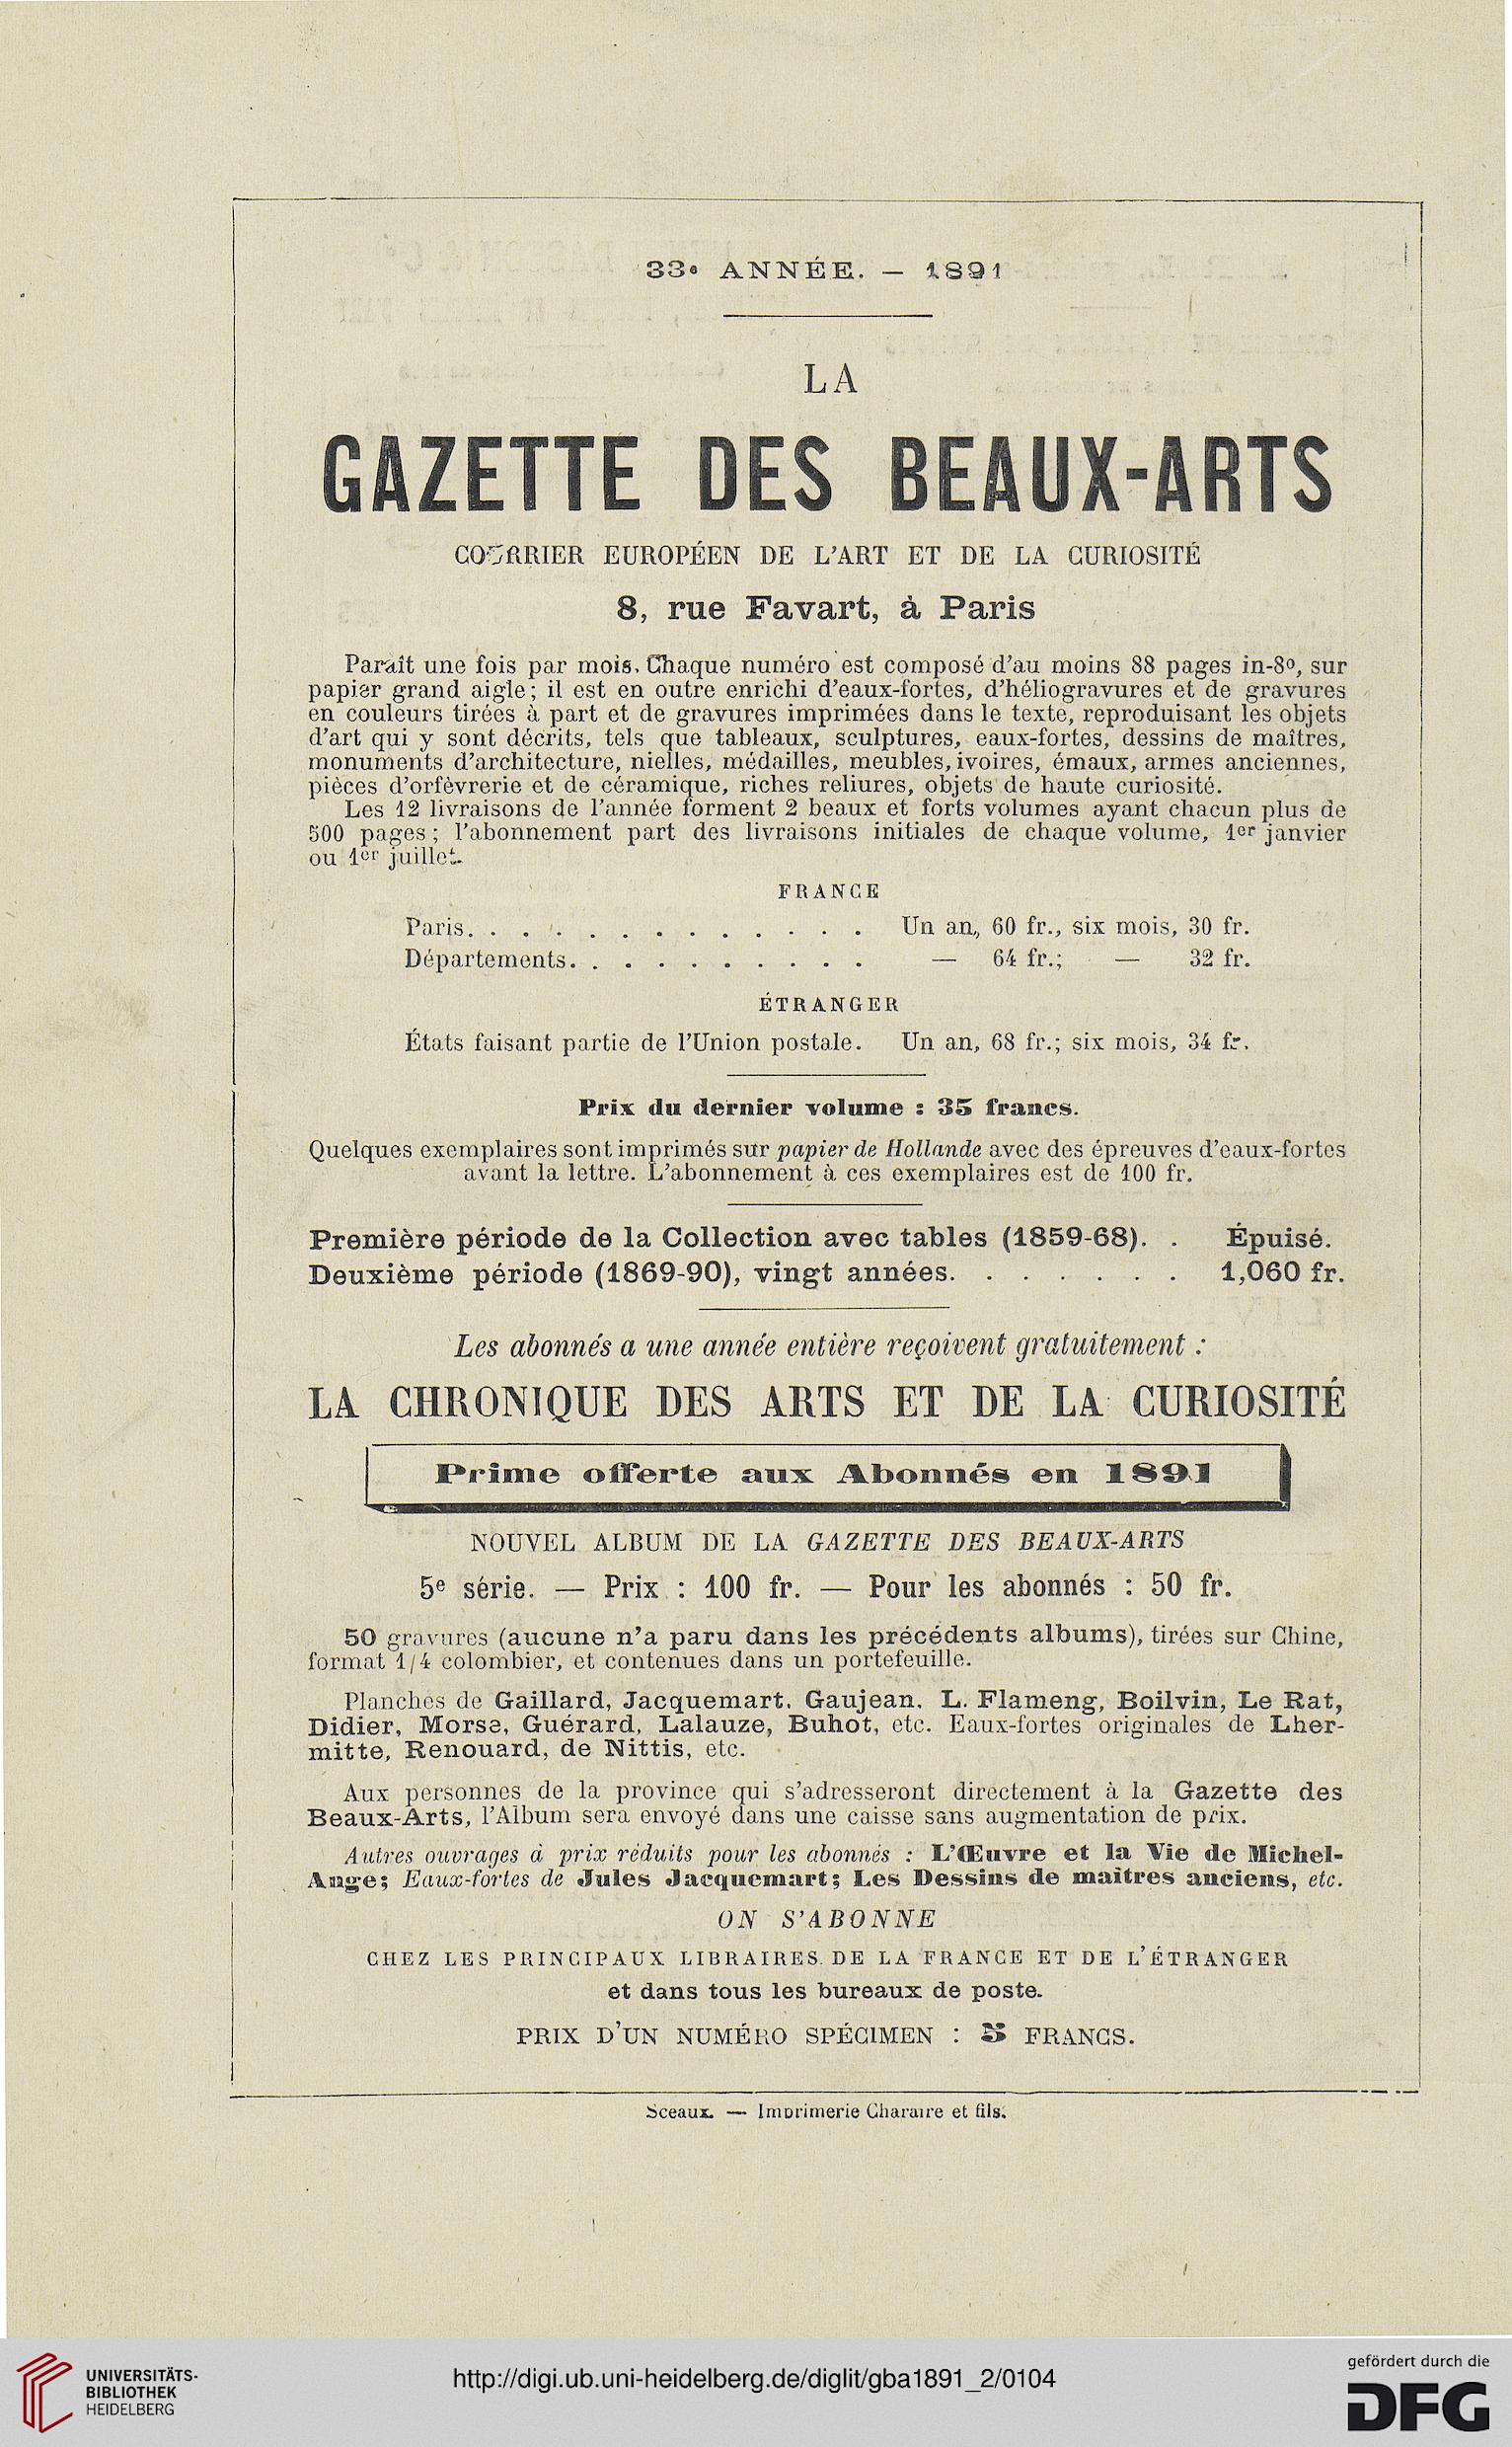 33e ANNÉE. — 1891
LA
GAZETTE DES BEAUX-ARTS
COURRIER EUROPÉEN DE L'ART ET DE LA CURIOSITÉ
8, rue Favart, à Paris
Paraît une fois par mois. Chaque numéro est composé d'au moins 88 pages in-8º, sur
papier grand aigle; il est en outre enrichi d'eaux-fortes, d'héliogravures et de gravures
en couleurs tirées à part et de gravures imprimées dans le texte, reproduisant les objets
d'art qui y sont décrits, tels que tableaux, sculptures, eaux-fortes, dessins de maîtres,
monuments d'architecture, nielles, médailles, meubles, ivoires, émaux, armes anciennes,
pièces d'orfèvrerie et de céramique, riches reliures, objets de haute curiosité.
Les 12 livraisons de l'année forment 2 beaux et forts volumes ayant chacun plus de
500 pages; l'abonnement part des livraisons initiales de chaque volume, 1er janvier
ou 1er juillet.
FRANCE
Paris. . . . . . . . . . . . . Un an, 60 fr., six mois, 30 fr.
Départements. . . . . . . . . . — 64 fr.; — 32 fr.
ÉTRANGER
États faisant partie de l'Union postale. Un an, 68 fr.; six mois, 34 fr.
Prix du dernier volume : 35 francs.
Quelques exemplaires sont imprimés sur papier de Hollande avec des épreuves d'eaux-fortes
avant la lettre. L'abonnement à ces exemplaires est de 100 fr.
Première période de la Collection avec tables (1859-68). . Épuisé.
Deuxième période (1869-90), vingt années. . . . . . . 1,060 fr.
Les abonnés a une année entière reçoivent gratuitement :
LA CHRONIQUE DES ARTS ET DE LA CURIOSITÉ
Prime offerte aux Abonnés en 1891
NOUVEL ALBUM DE LA GAZETTE DES BEAUX-ARTS
5e série. — Prix : 100 fr. — Pour les abonnés : 50 fr.
50 gravures (aucune n'a paru dans les précédents albums), tirées sur Chine,
format 1/4 colombier, et contenues dans un portefeuille.
Planches de Gaillard, Jacquemart. Gaujean. L. Flameng, Boilvin, Le Rat,
Didier, Morse, Guérard, Lalauze, Buhot, etc. Eaux-fortes originales de Lher-
mitte, Renouard, de Nittis, etc.
Aux personnes de la province qui s'adresseront directement à la Gazette des
Beaux-Arts, l'Album sera envoyé dans une caisse sans augmentation de prix.
Autres ouvrages à prix réduits pour les abonnés : L'Œuvre et la Vie de Michel-
Ange; Eaux-fortes de Jules Jacquemart; Les Dessins de maîtres anciens, etc.
ON S'ABONNE
CHEZ LES PRINCIPAUX LIBRAIRES DE LA FRANCE ET DE L'ÉTRANGER
et dans tous les bureaux de poste.
PRIX D'UN NUMÉRO SPÉCIMEN : 5 FRANCS.
Sceaux. — Imprimerie Charaire et fils.
UNIVERSITÄTS-
BIBLIOTHEK
HEIDELBERG
http://digi.ub.uni-heidelberg.de/diglit/gba1891_2/0104
gefördert durch die
DFG